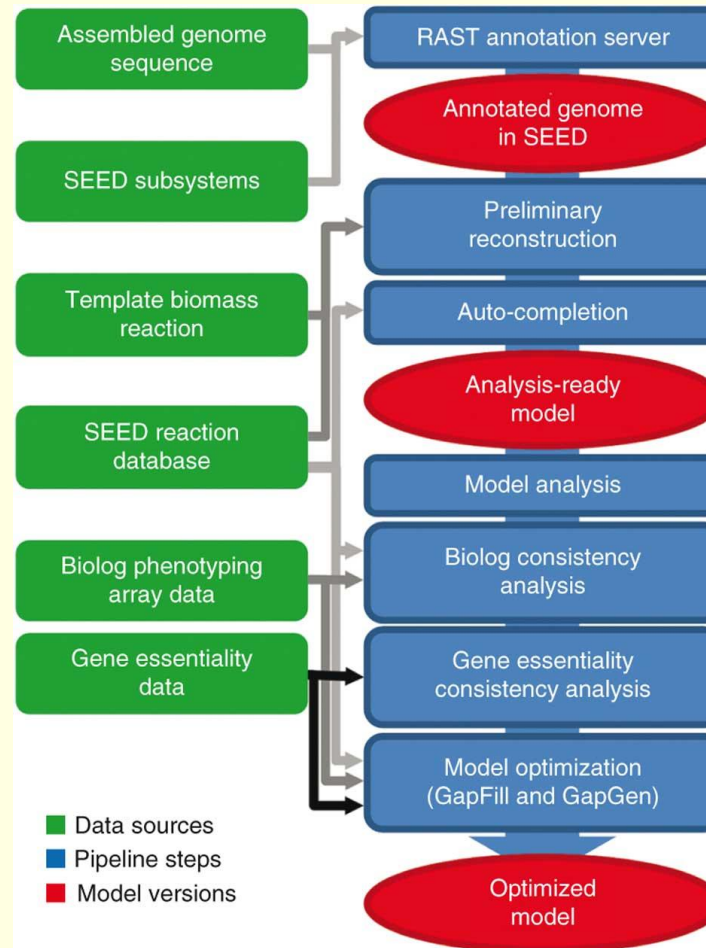 Assembled genome
sequence
SEED subsystems
Template biomass
reaction
SEED reaction
database
Biolog phenotyping
array data
Gene essentiality
data
RAST annotation server
Annotated genome
in SEED
Preliminary
reconstruction
Auto-completion
Analysis-ready
model
Model analysis
Biolog consistency
analysis
Gene essentiality
consistency analysis
Model optimization
(GapFill and GapGen)
Optimized
model
Data sources
Pipeline steps
Model versions